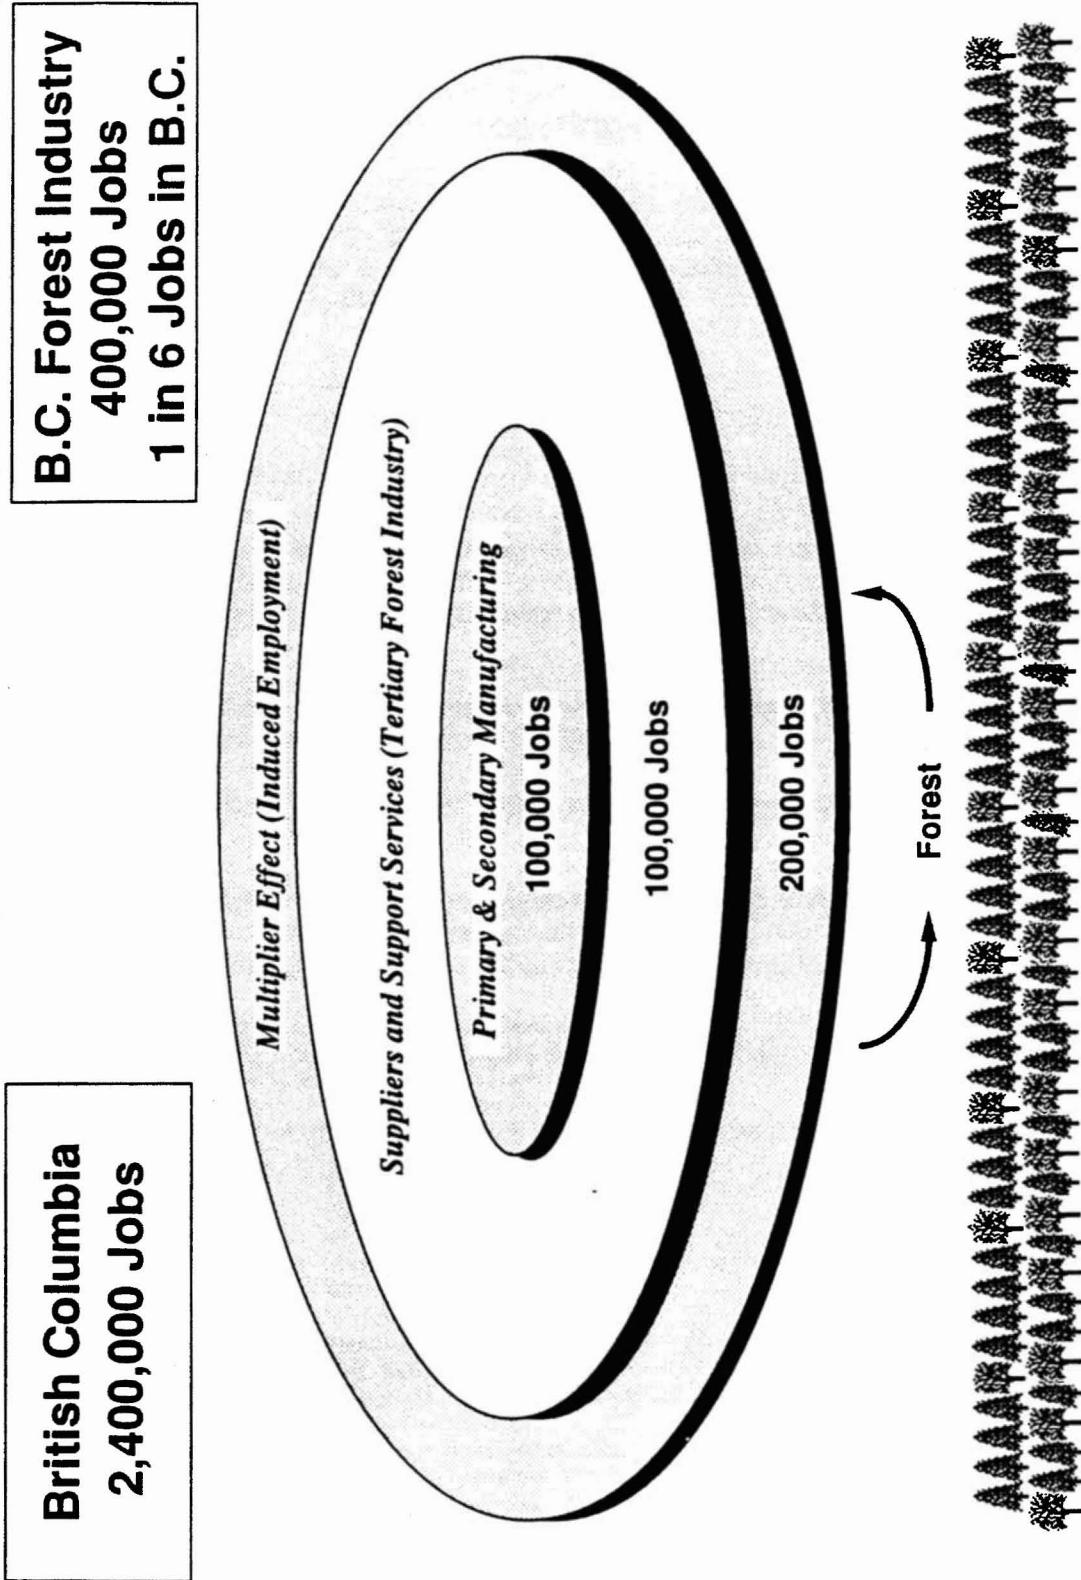 British Columbia
2,400,000 Jobs
B.C. Forest Industry
400,000 Jobs
1 in 6 Jobs in B.C.
Multiplier Effect (Induced Employment)
Suppliers and Support Services (Tertiary Forest Industry)
Primary & Secondary Manufacturing
100,000 Jobs
100,000 Jobs
200,000 Jobs
Forest